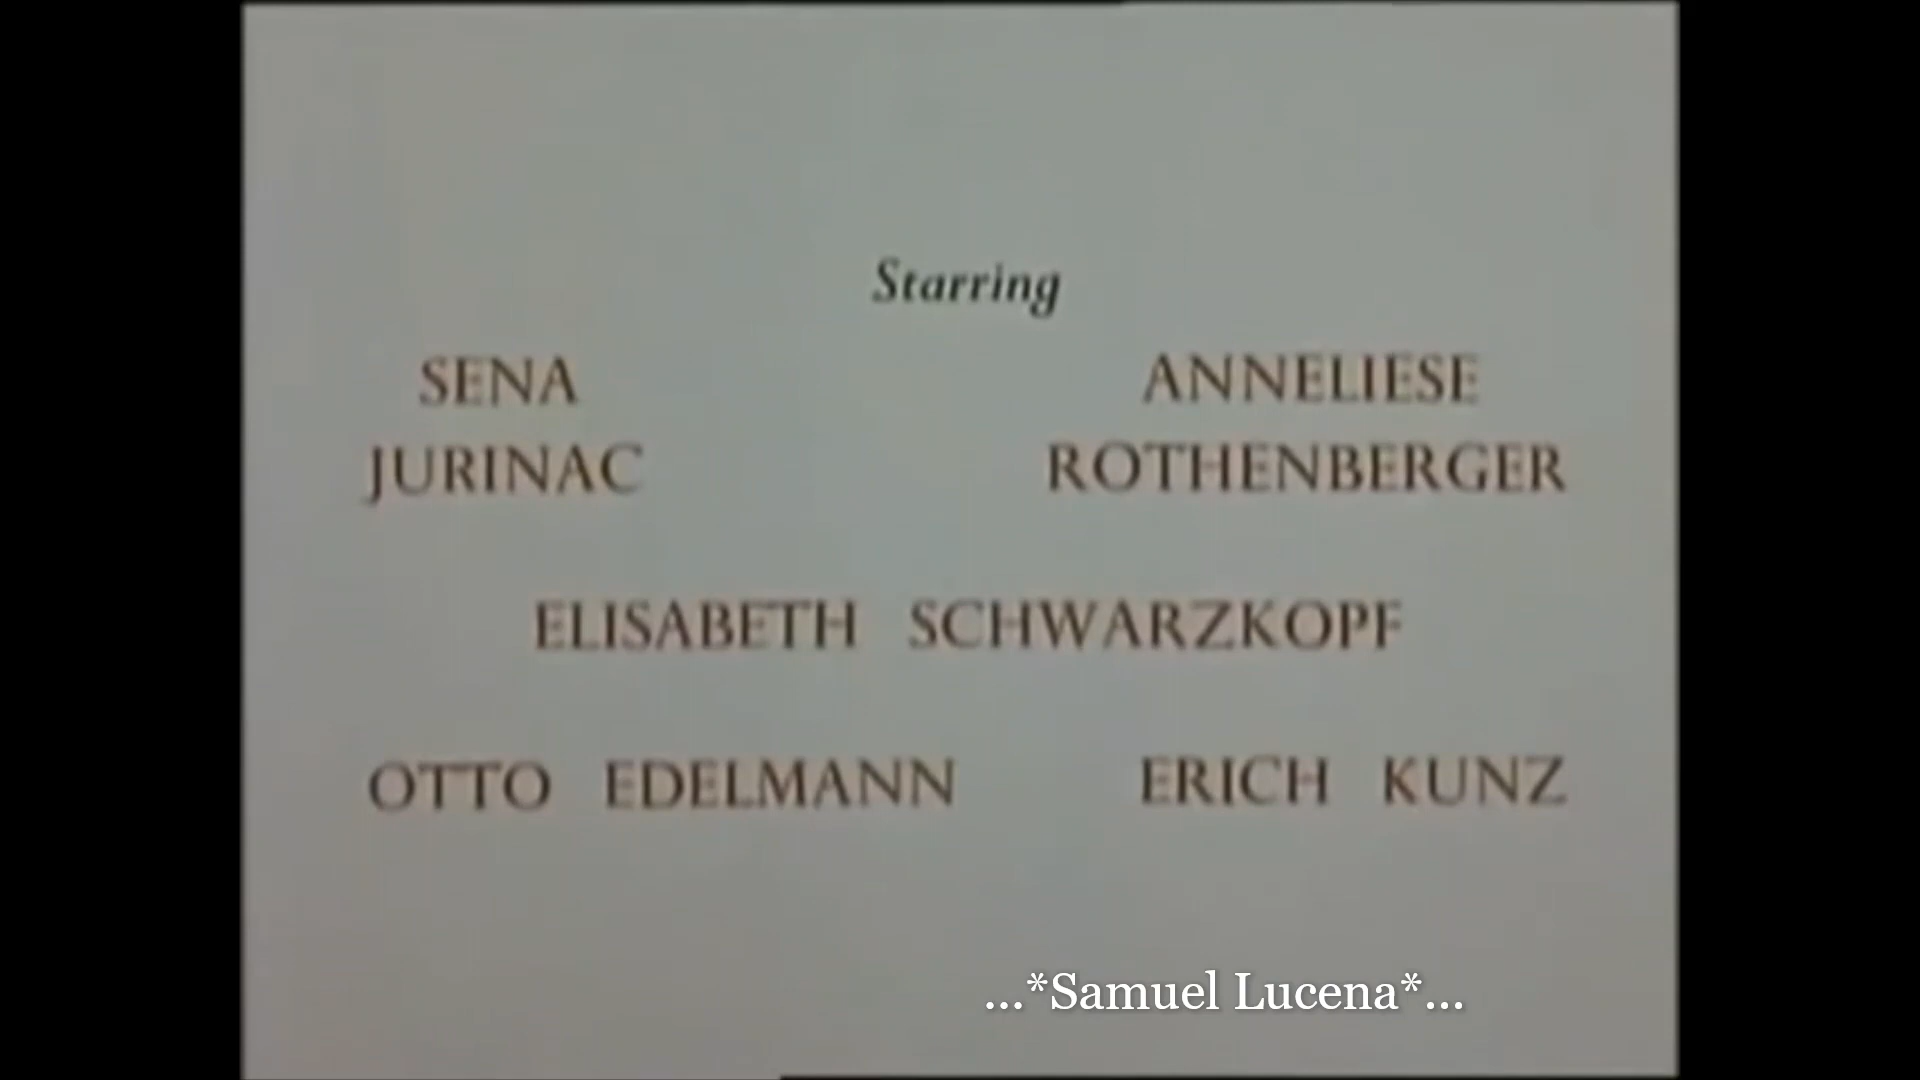 Starring
SENA
JURINAC
ANNELIESE
ROTHENBERGER
ELISABETH SCHWARZKOPF
OTTO EDELMANN
ERICH KUNZ
...*Samuel Lucena*...